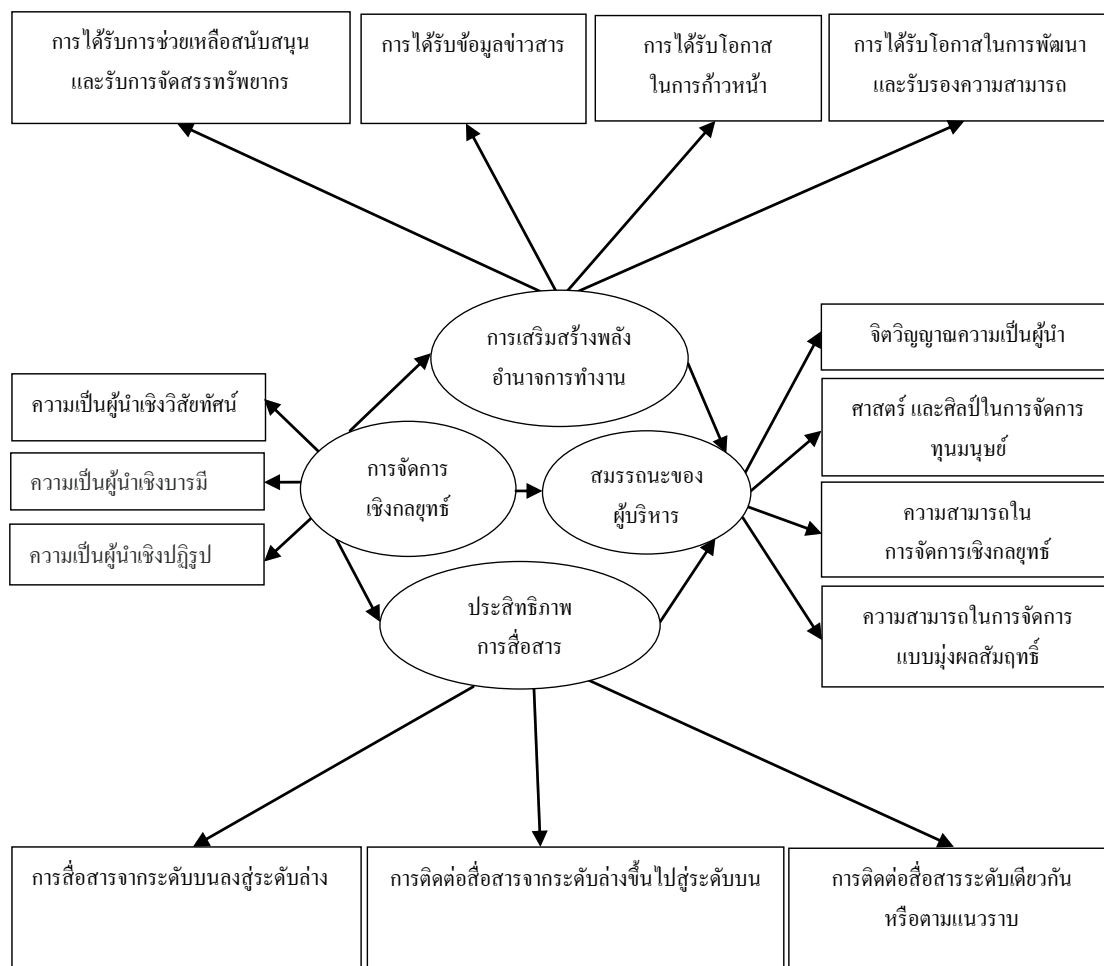 การได้รับการช่วยเหลือสนับสนุน
และรับการจัดสรรทรัพยากร
การได้รับข้อมูลข่าวสาร
การได้รับโอกาส
ในการก้าวหน้า
การได้รับโอกาสในการพัฒนา
และรับรองความสามารถ
การเสริมสร้างพลัง
อำนาจการทำงาน
จิตวิญญาณความเป็นผู้นำ
ความเป็นผู้นำเชิงวิสัยทัศน์
ศาสตร์ และศิลป์ในการจัดการ
ทุนมนุษย์
ความเป็นผู้นำเชิงบารมี
การจัดการ
เชิงกลยุทธ์
สมรรถนะของ
ผู้บริหาร
ความสามารถใน
การจัดการเชิงกลยุทธ์
ความเป็นผู้นำเชิงปฏิรูป
ประสิทธิภาพ
การสื่อสาร
ความสามารถในการจัดการ
แบบมุ่งผลสัมฤทธิ์
การสื่อสารจากระดับบนลงสู่ระดับล่าง
การติดต่อสื่อสารจากระดับล่างขึ้นไปสู่ระดับบน
การติดต่อสื่อสารระดับเดียวกัน
หรือตามแนวราบ